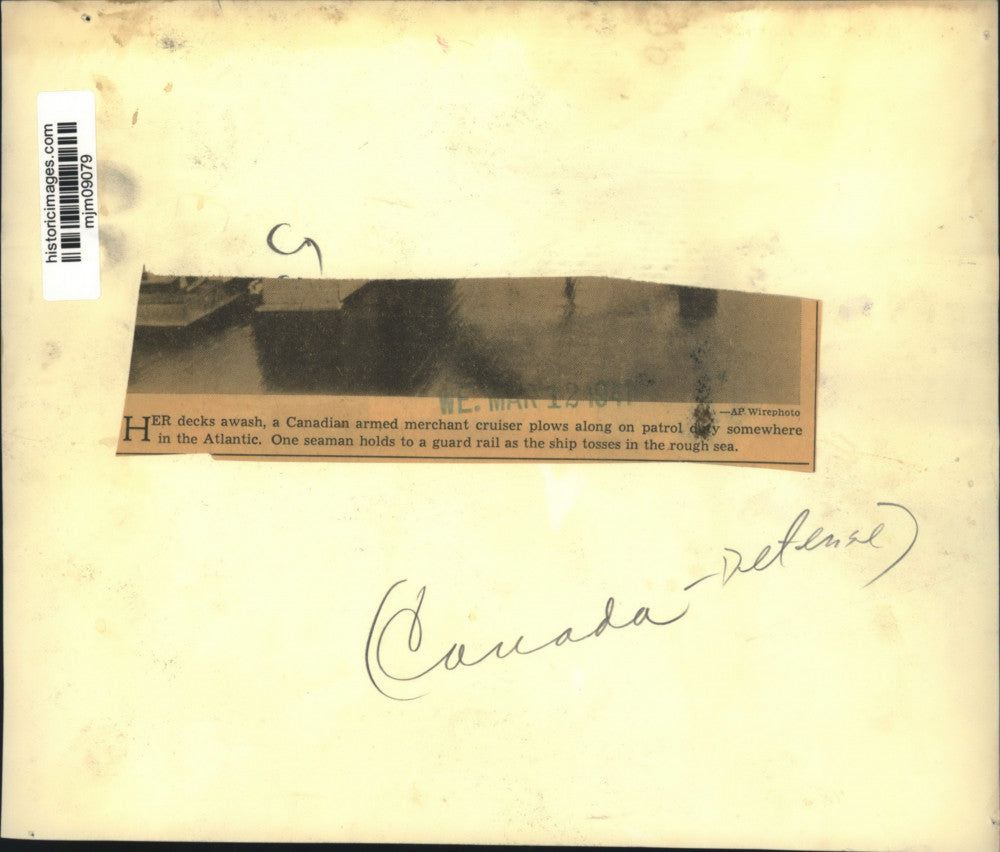 historicimages.com
mjm09079
9
WE. MAR 12 1941
—AP Wirephoto
HER decks awash, a Canadian armed merchant cruiser plows along on patrol duty somewhere
in the Atlantic. One seaman holds to a guard rail as the ship tosses in the rough sea.
(Canada - Defense)